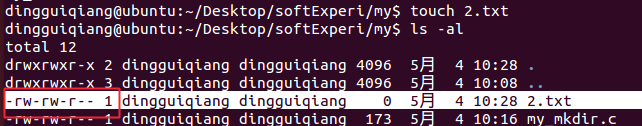 dingguiqiang@ubuntu:~/Desktop/softExperi/my$ touch 2.txt
dingguiqiang@ubuntu:~/Desktop/softExperi/my$ ls -al
total 12
drwxrwxr-x 2 dingguiqiang dingguiqiang 4096 5月 4 10:28 .
drwxrwxr-x 3 dingguiqiang dingguiqiang 4096 5月 4 10:08 ..
-rw-rw-r-- 1 dingguiqiang dingguiqiang 0 5月 4 10:28 2.txt
-rw-rw-r-- 1 dingguiqiang dingguiqiang 173 5月 4 10:16 my_mkdir.c